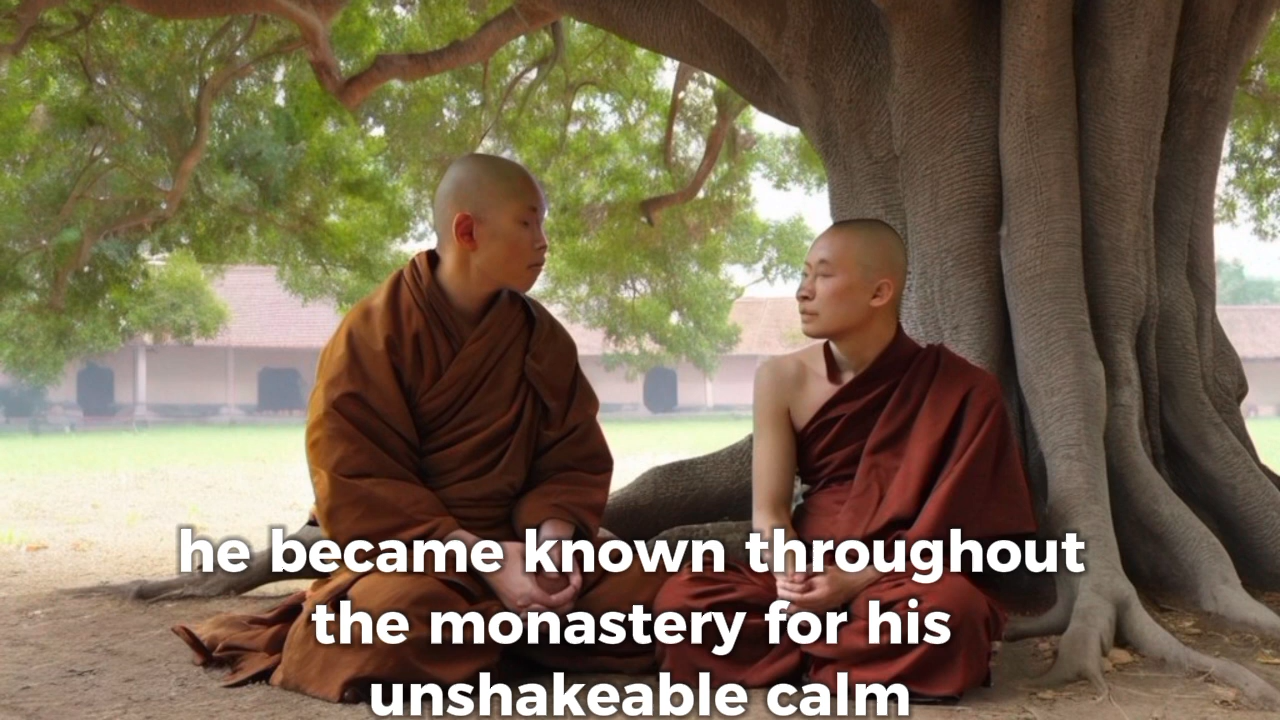 he became known throughout
the monastery for his
unshakeable calm